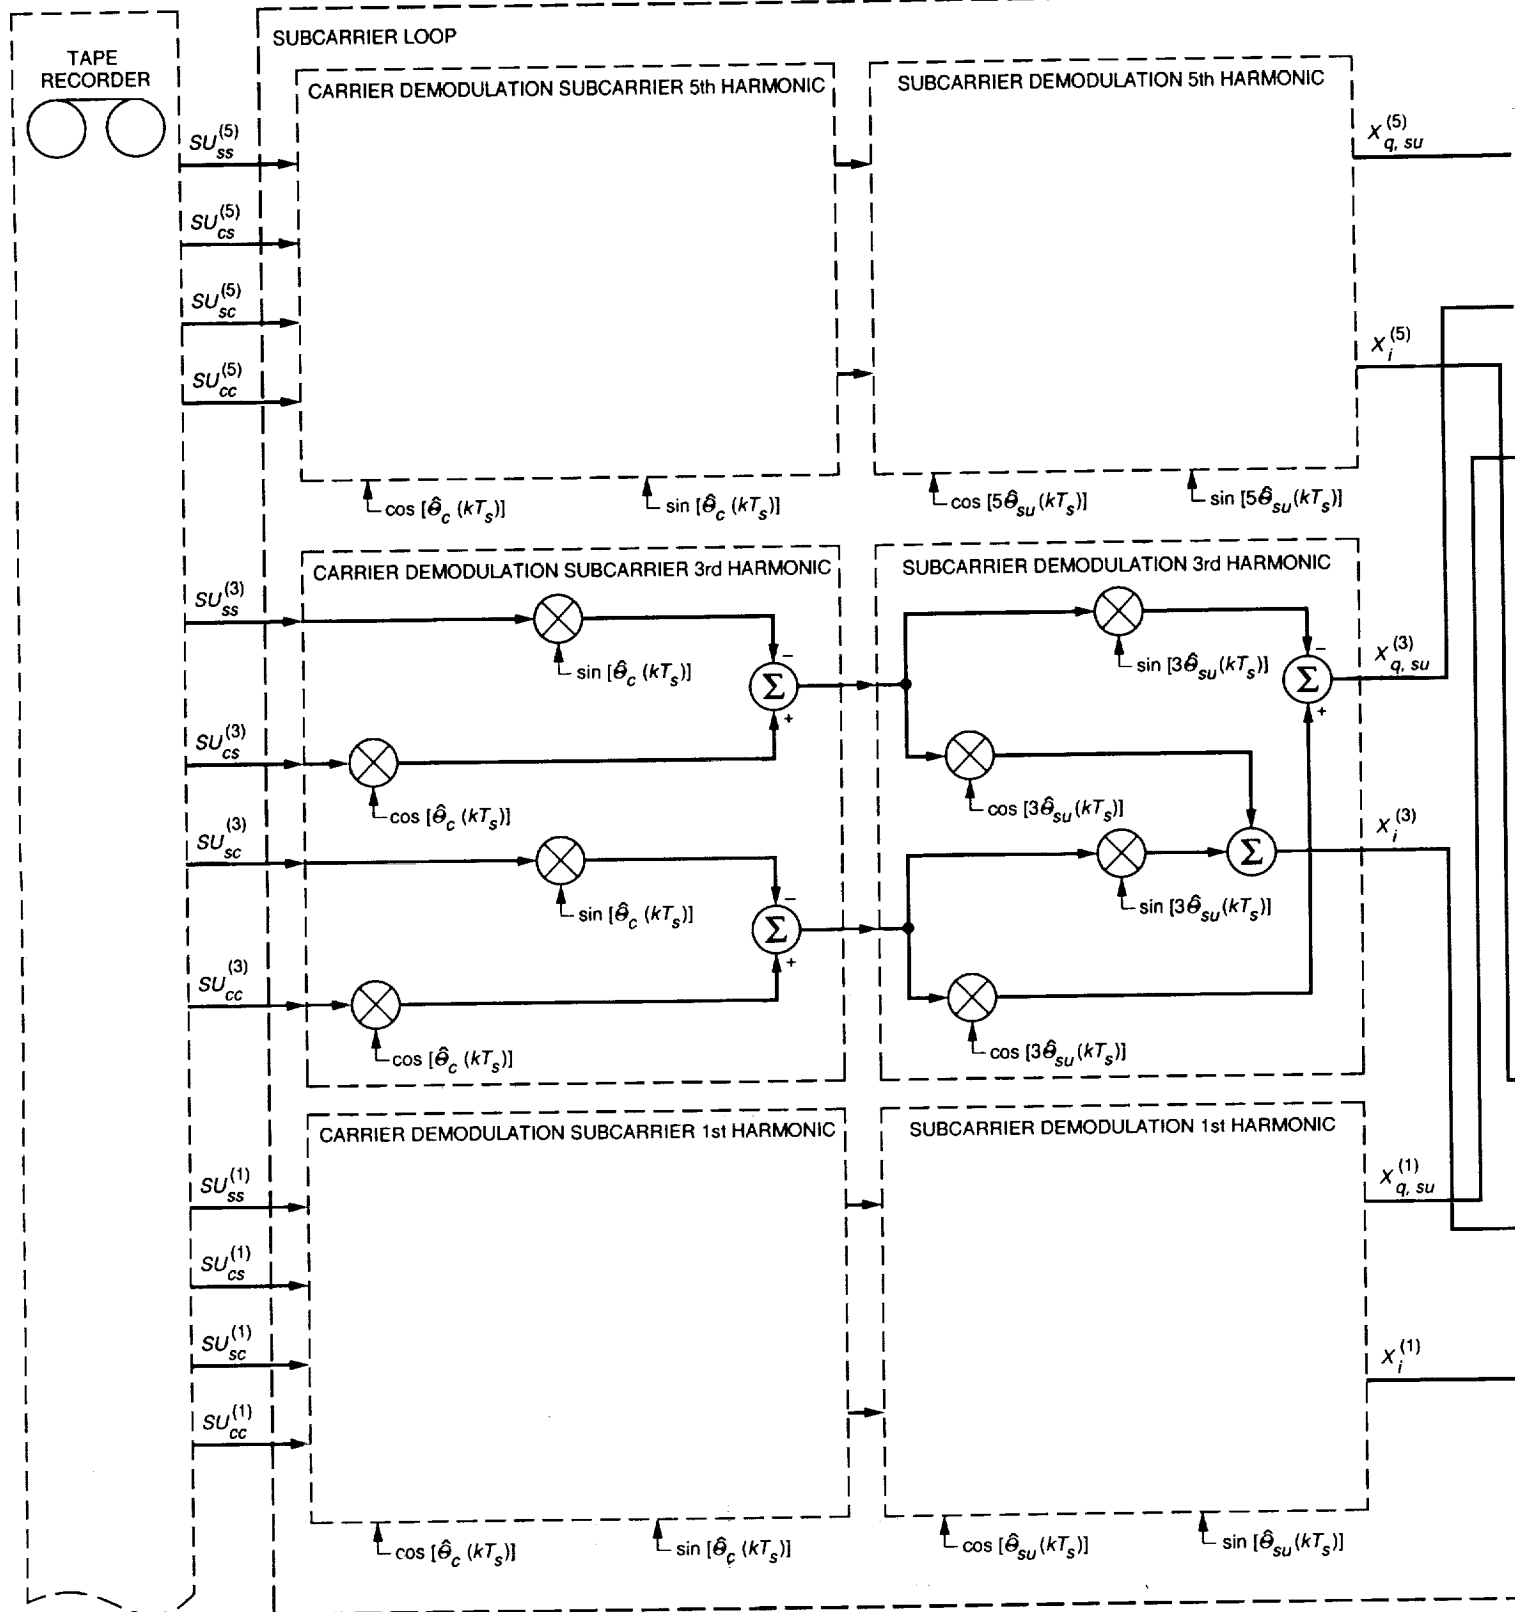 SUBCARRIER LOOP
TAPE
RECORDER
CARRIER DEMODULATION SUBCARRIER 5th HARMONIC
SUBCARRIER DEMODULATION 5th HARMONIC
SU_ss^(5)
SU_cs^(5)
SU_sc^(5)
SU_cc^(5)
X_q, su^(5)
X_i^(5)
cos [θ̂_c (kT_s)]
sin [θ̂_c (kT_s)]
cos [5θ̂_su (kT_s)]
sin [5θ̂_su (kT_s)]
CARRIER DEMODULATION SUBCARRIER 3rd HARMONIC
SUBCARRIER DEMODULATION 3rd HARMONIC
SU_ss^(3)
sin [θ̂_c (kT_s)]
−
Σ
+
sin [3θ̂_su (kT_s)]
−
Σ
+
X_q, su^(3)
SU_cs^(3)
cos [θ̂_c (kT_s)]
cos [3θ̂_su (kT_s)]
SU_sc^(3)
sin [θ̂_c (kT_s)]
−
Σ
+
Σ
sin [3θ̂_su (kT_s)]
X_i^(3)
SU_cc^(3)
cos [θ̂_c (kT_s)]
cos [3θ̂_su (kT_s)]
CARRIER DEMODULATION SUBCARRIER 1st HARMONIC
SUBCARRIER DEMODULATION 1st HARMONIC
SU_ss^(1)
SU_cs^(1)
SU_sc^(1)
SU_cc^(1)
X_q, su^(1)
X_i^(1)
cos [θ̂_c (kT_s)]
sin [θ̂_c (kT_s)]
cos [θ̂_su (kT_s)]
sin [θ̂_su (kT_s)]